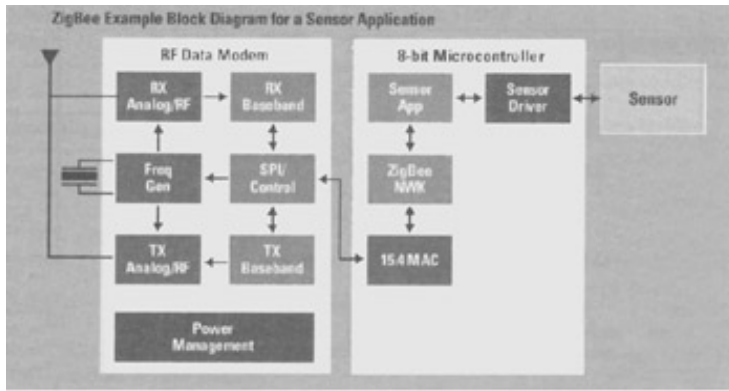 ZigBee Example Block Diagram for a Sensor Application
RF Data Modem
8-bit Microcontroller
RX
Analog/RF
RX
Baseband
Sensor
App
Sensor
Driver
Sensor
Freq
Gen
SPI/
Control
ZigBee
NWK
TX
Analog/RF
TX
Baseband
15.4 MAC
Power
Management